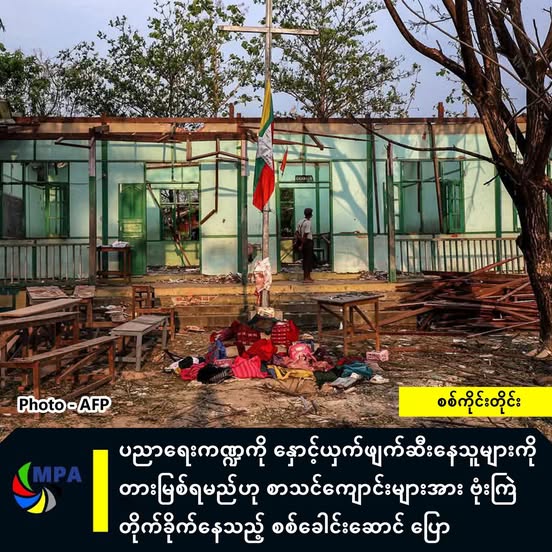 Photo - AFP
စစ်ကိုင်းတိုင်း
MPA
ပညာရေးကဏ္ဍကို နှောင့်ယှက်ဖျက်ဆီးနေသူများကို
တားမြစ်ရမည်ဟု စာသင်ကျောင်းများအား ဗုံးကြဲ
တိုက်ခိုက်နေသည့် စစ်ခေါင်းဆောင် ပြော